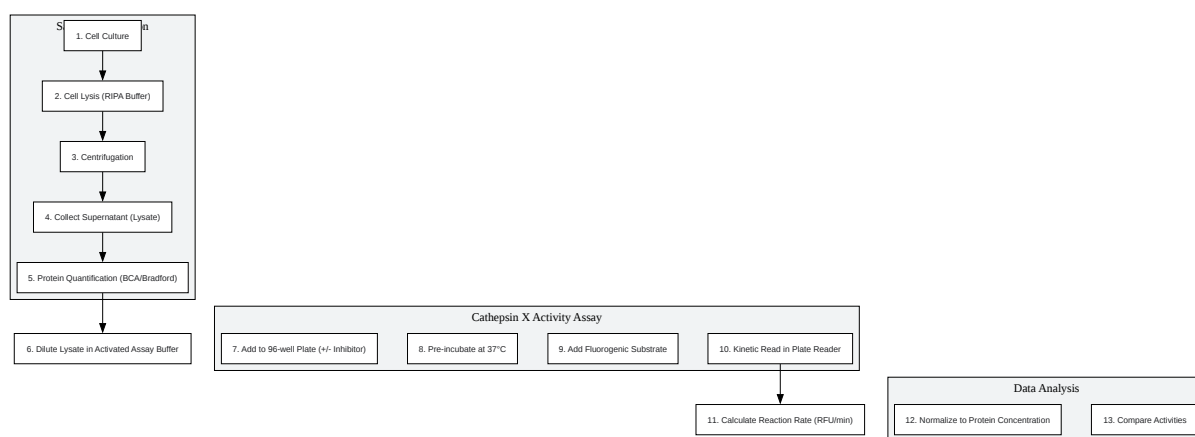 1. Cell Culture
2. Cell Lysis (RIPA Buffer)
3. Centrifugation
4. Collect Supernatant (Lysate)
5. Protein Quantification (BCA/Bradford)
6. Dilute Lysate in Activated Assay Buffer
Cathepsin X Activity Assay
7. Add to 96-well Plate (+/- Inhibitor)
8. Pre-incubate at 37°C
9. Add Fluorogenic Substrate
10. Kinetic Read in Plate Reader
11. Calculate Reaction Rate (RFU/min)
Data Analysis
12. Normalize to Protein Concentration
13. Compare Activities